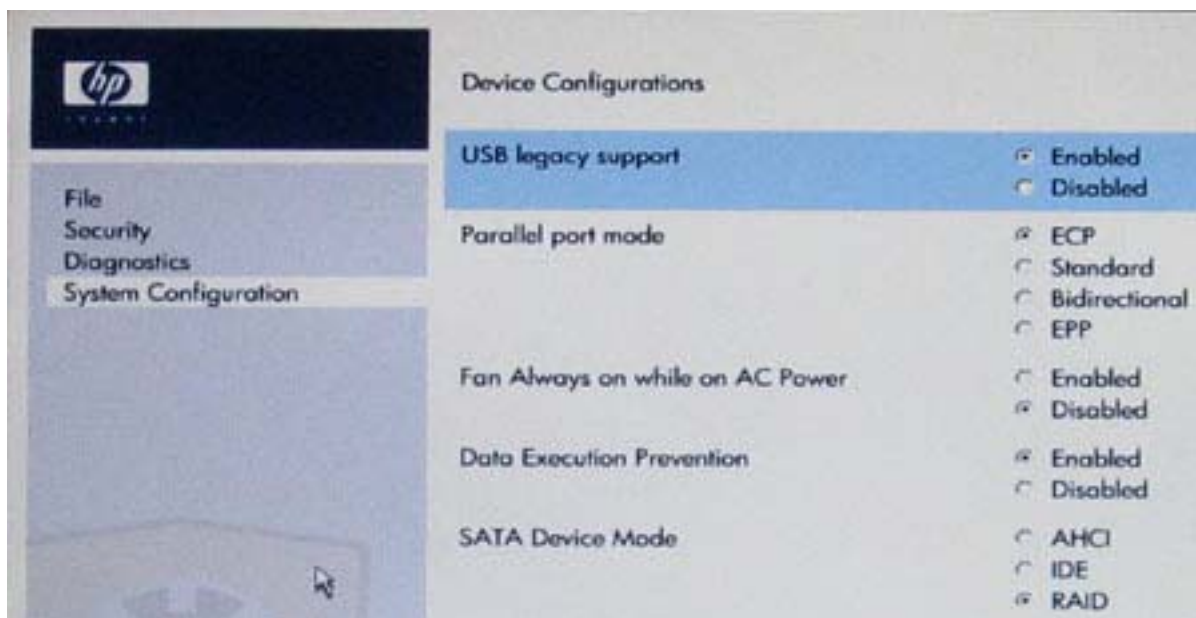 hp
invent
File
Security
Diagnostics
System Configuration
Device Configurations
USB legacy support
Enabled
Disabled
Parallel port mode
ECP
Standard
Bidirectional
EPP
Fan Always on while on AC Power
Enabled
Disabled
Data Execution Prevention
Enabled
Disabled
SATA Device Mode
AHCI
IDE
RAID